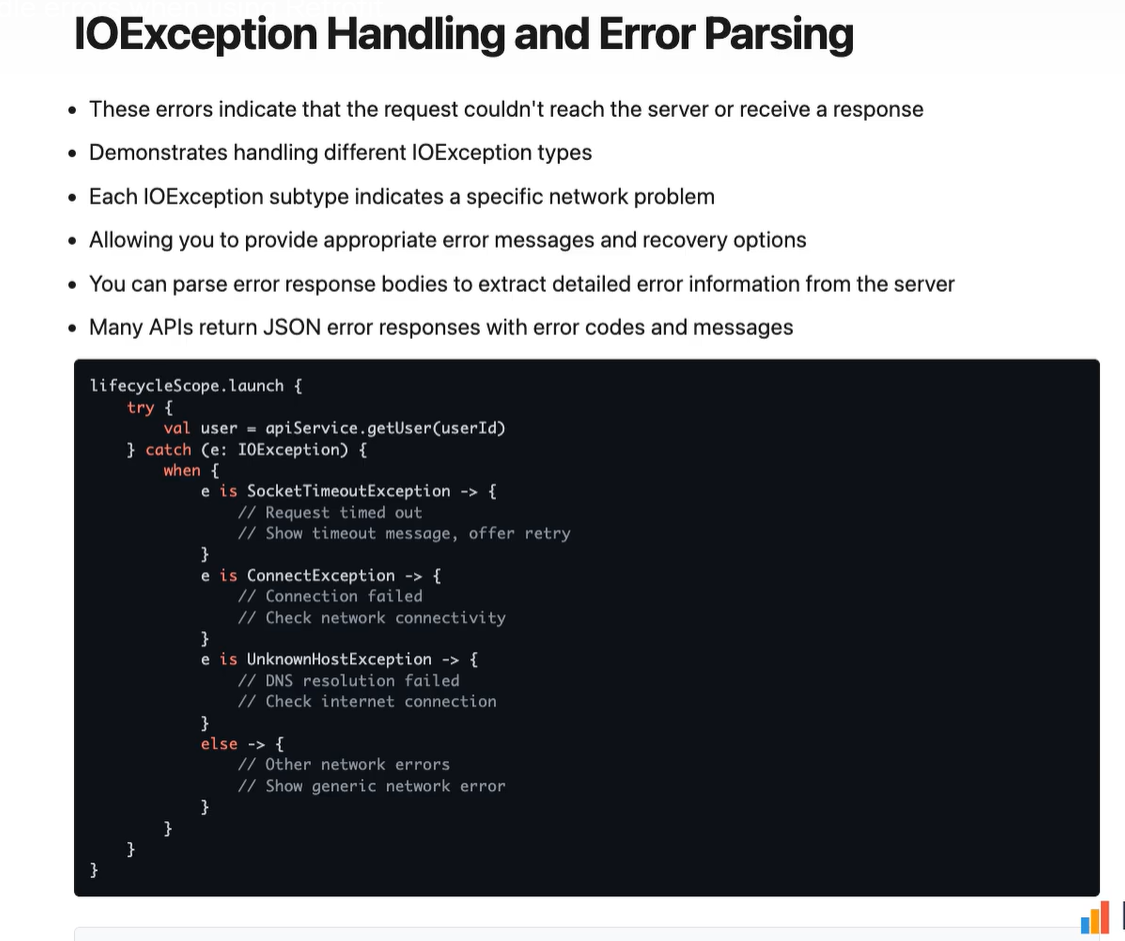 IOException Handling and Error Parsing
• These errors indicate that the request couldn't reach the server or receive a response
• Demonstrates handling different IOException types
• Each IOException subtype indicates a specific network problem
• Allowing you to provide appropriate error messages and recovery options
• You can parse error response bodies to extract detailed error information from the server
• Many APIs return JSON error responses with error codes and messages
lifecycleScope.launch {
    try {
        val user = apiService.getUser(userId)
    } catch (e: IOException) {
        when {
            e is SocketTimeoutException -> {
                // Request timed out
                // Show timeout message, offer retry
            }
            e is ConnectException -> {
                // Connection failed
                // Check network connectivity
            }
            e is UnknownHostException -> {
                // DNS resolution failed
                // Check internet connection
            }
            else -> {
                // Other network errors
                // Show generic network error
            }
        }
    }
}